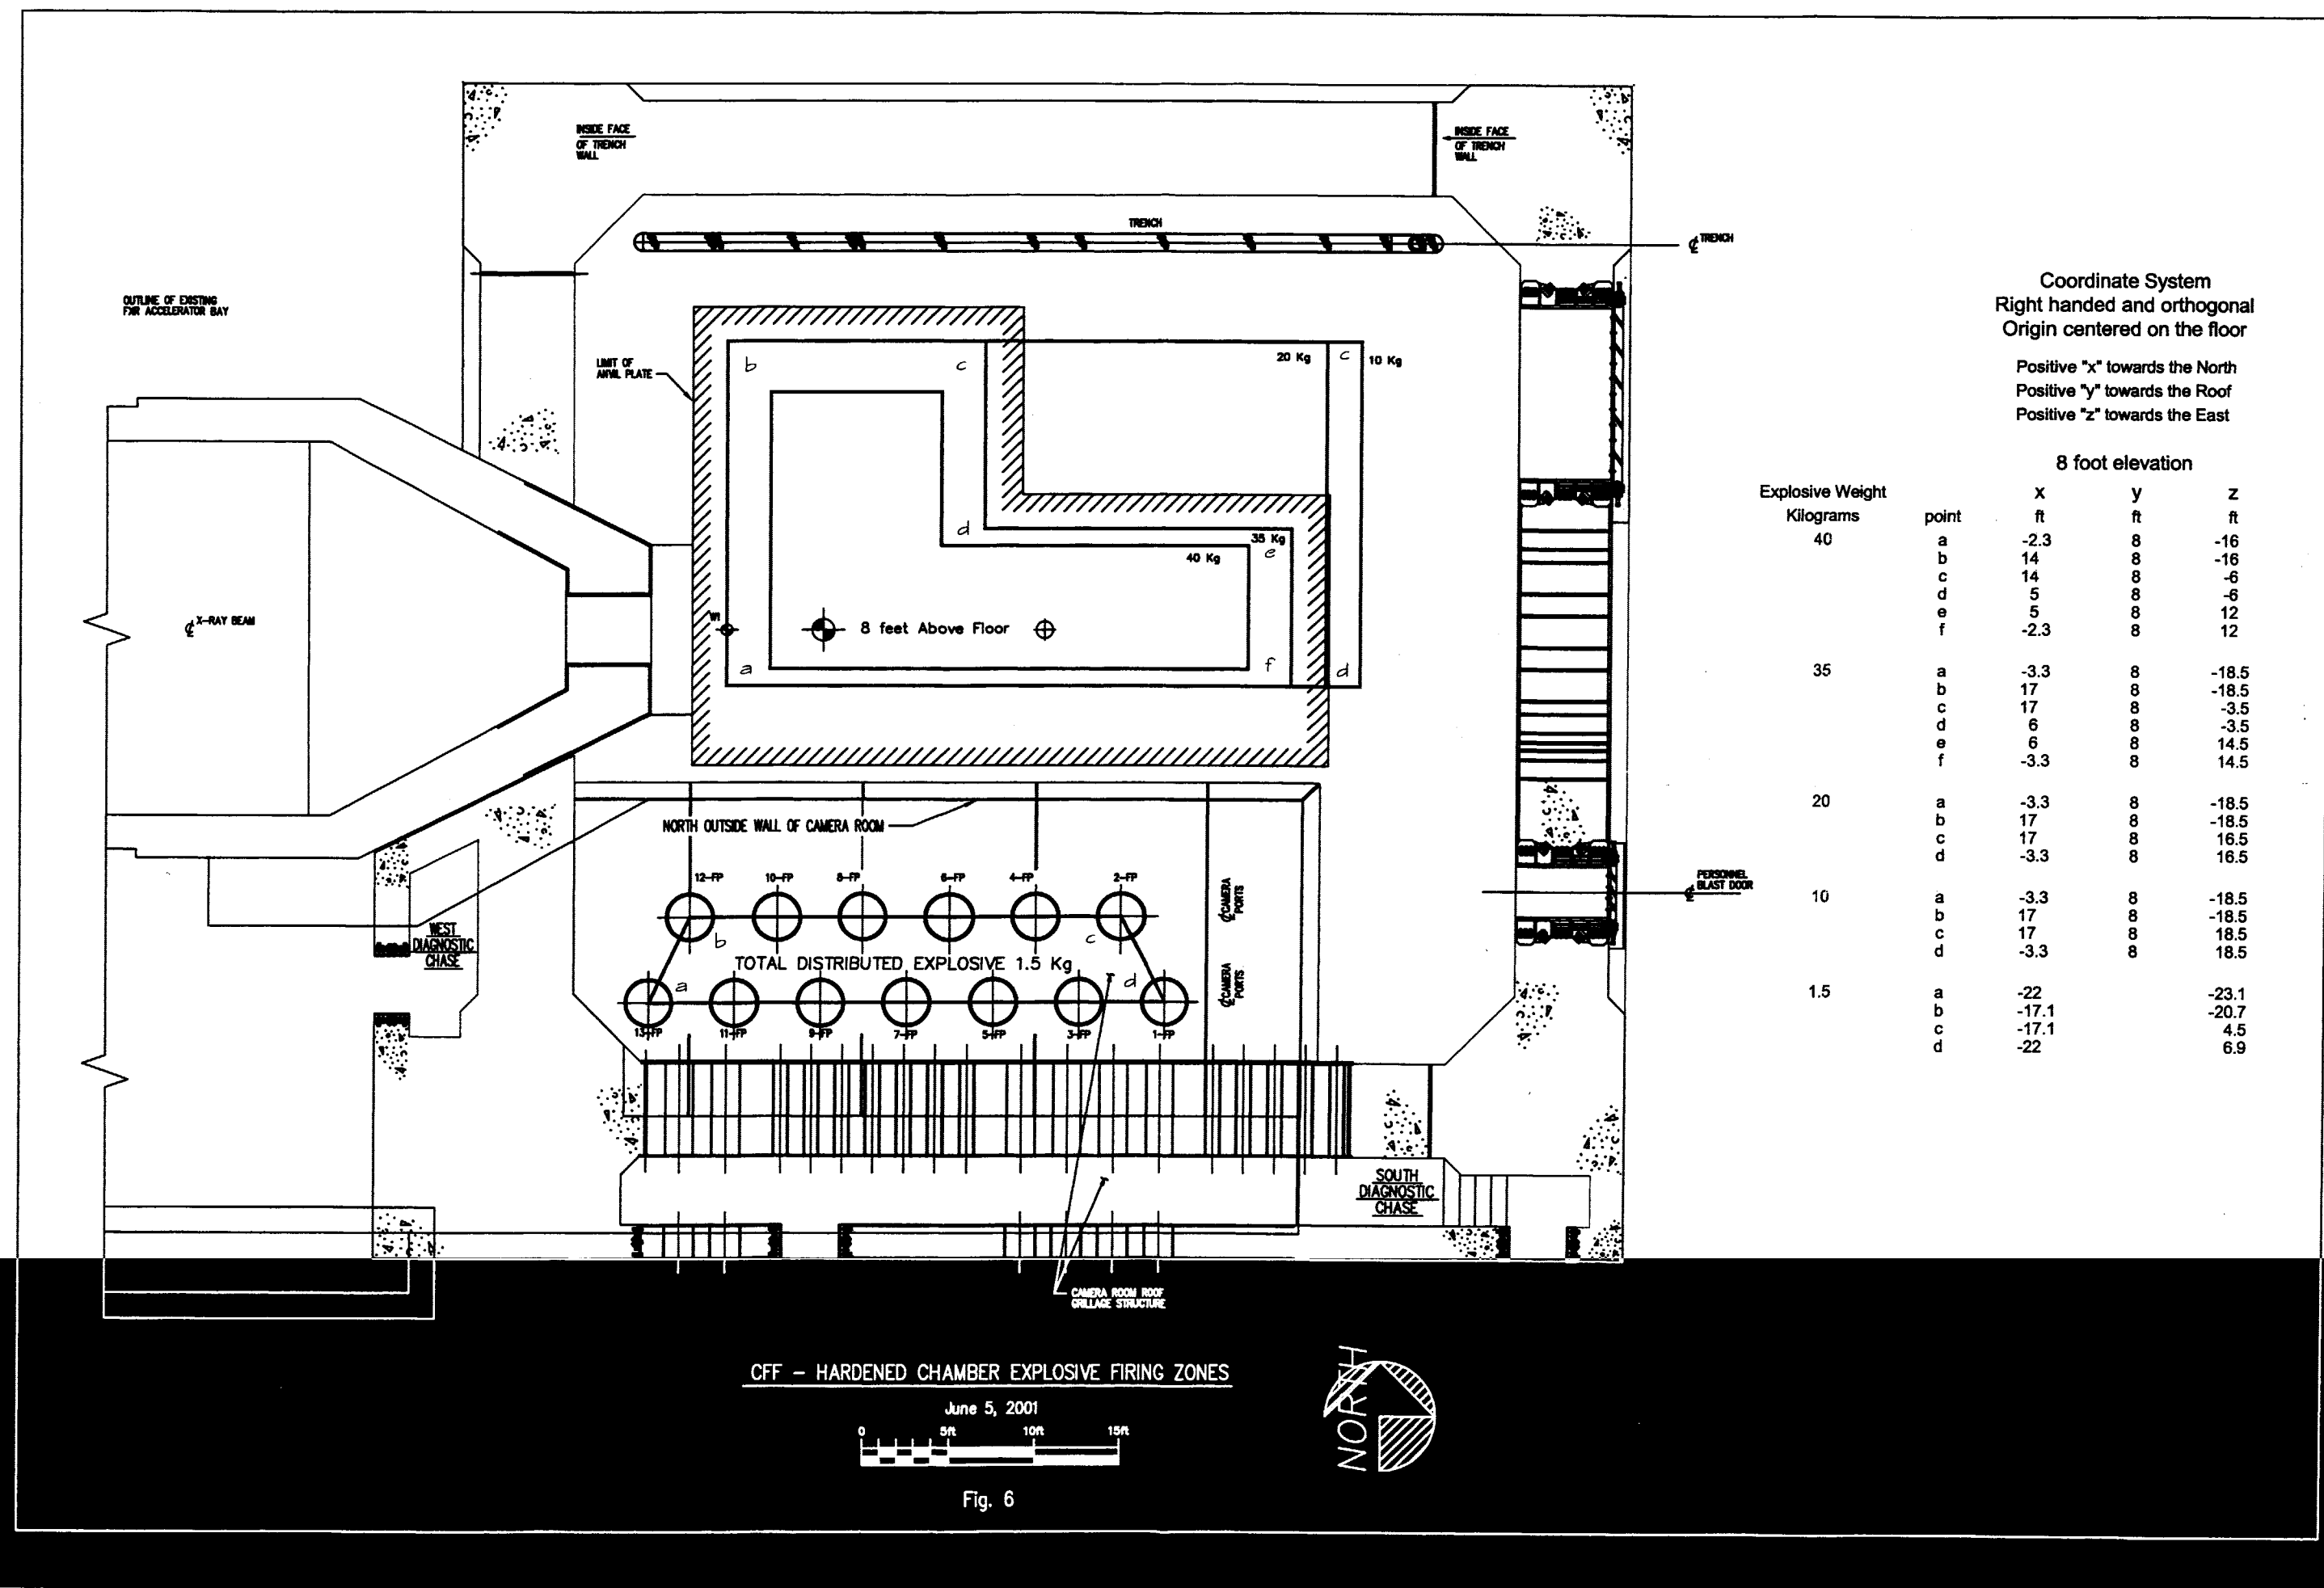 INSIDE FACE
OF TRENCH
WALL
INSIDE FACE
OF TRENCH
WALL
TRENCH
℄ TRENCH
OUTLINE OF EXISTING
FXR ACCELERATOR BAY
LIMIT OF
ANVIL PLATE
b
c
20 Kg
c
10 Kg
d
35 Kg
e
40 Kg
℄ X-RAY BEAM
W1
8 feet Above Floor
a
f
d
NORTH OUTSIDE WALL OF CAMERA ROOM
12-FP
10-FP
8-FP
6-FP
4-FP
2-FP
℄ CAMERA
PORTS
b
c
TOTAL DISTRIBUTED EXPLOSIVE 1.5 Kg
a
d
℄ CAMERA
PORTS
13-FP
11-FP
9-FP
7-FP
5-FP
3-FP
1-FP
WEST
DIAGNOSTIC
CHASE
℄ PERSONNEL
BLAST DOOR
SOUTH
DIAGNOSTIC
CHASE
CAMERA ROOM ROOF
GRILLAGE STRUCTURE
Coordinate System
Right handed and orthogonal
Origin centered on the floor
Positive "x" towards the North
Positive "y" towards the Roof
Positive "z" towards the East
8 foot elevation
Explosive Weight x y z
Kilograms point ft ft ft
40 a -2.3 8 -16
b 14 8 -16
c 14 8 -6
d 5 8 -6
e 5 8 12
f -2.3 8 12
35 a -3.3 8 -18.5
b 17 8 -18.5
c 17 8 -3.5
d 6 8 -3.5
e 6 8 14.5
f -3.3 8 14.5
20 a -3.3 8 -18.5
b 17 8 -18.5
c 17 8 16.5
d -3.3 8 16.5
10 a -3.3 8 -18.5
b 17 8 -18.5
c 17 8 18.5
d -3.3 8 18.5
1.5 a -22 -23.1
b -17.1 -20.7
c -17.1 4.5
d -22 6.9
CFF - HARDENED CHAMBER EXPLOSIVE FIRING ZONES
June 5, 2001
0 5ft 10ft 15ft
NORTH
Fig. 6